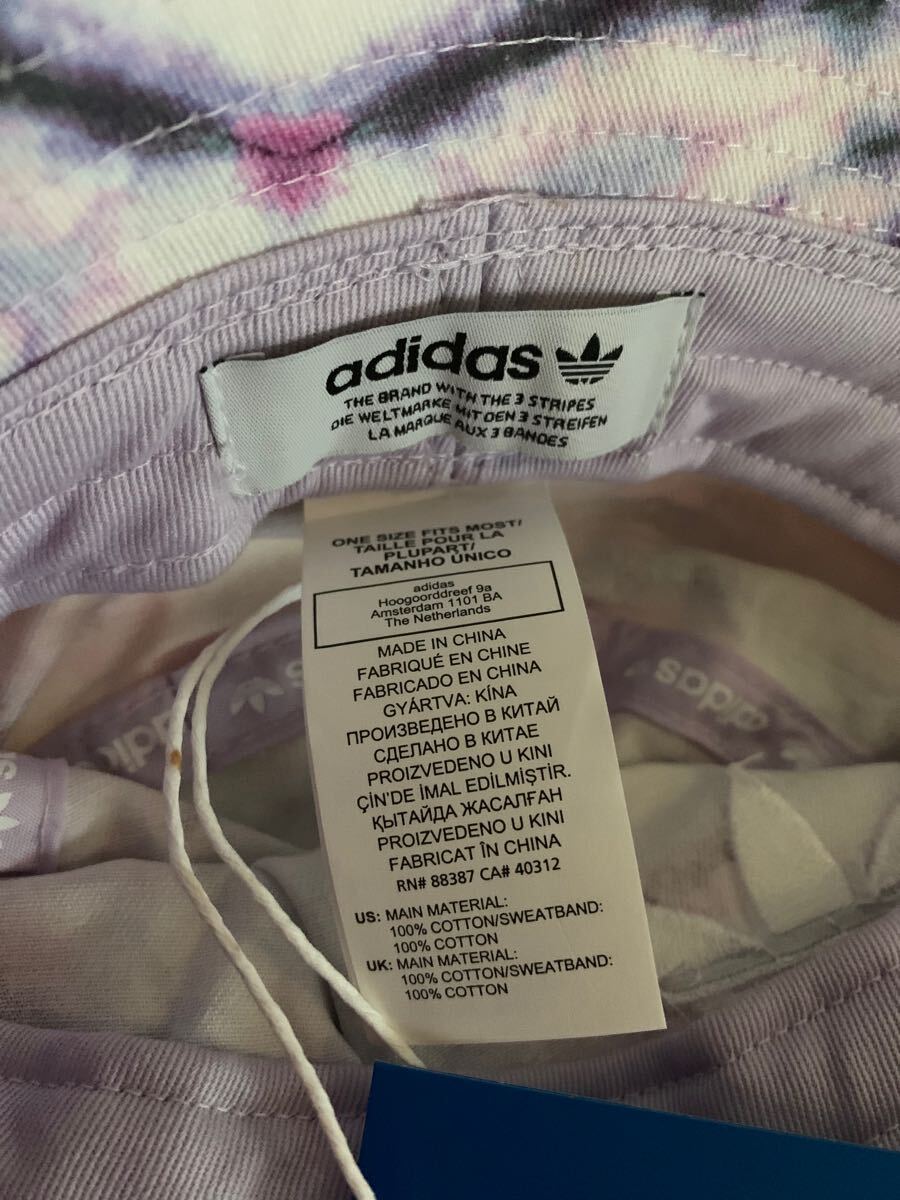 adidas
THE BRAND WITH THE 3 STRIPES
DIE WELTMARKE MIT DEN 3 STREIFEN
LA MARQUE AUX 3 BANDES
ONE SIZE FITS MOST/
TAILLE POUR LA
PLUPART/
TAMANHO ÚNICO
adidas
Hoogoorddreef 9a
Amsterdam 1101 BA
The Netherlands
MADE IN CHINA
FABRIQUÉ EN CHINE
FABRICADO EN CHINA
GYÁRTVA: KÍNA
ПРОИЗВЕДЕНО В КИТАЙ
СДЕЛАНО В КИТАЕ
PROIZVEDENO U KINI
ÇİN'DE İMAL EDİLMİŞTİR.
ҚЫТАЙДА ЖАСАЛҒАН
PROIZVEDENO U KINI
FABRICAT ÎN CHINA
RN# 88387 CA# 40312
US: MAIN MATERIAL:
100% COTTON/SWEATBAND:
100% COTTON
UK: MAIN MATERIAL:
100% COTTON/SWEATBAND:
100% COTTON
adidas